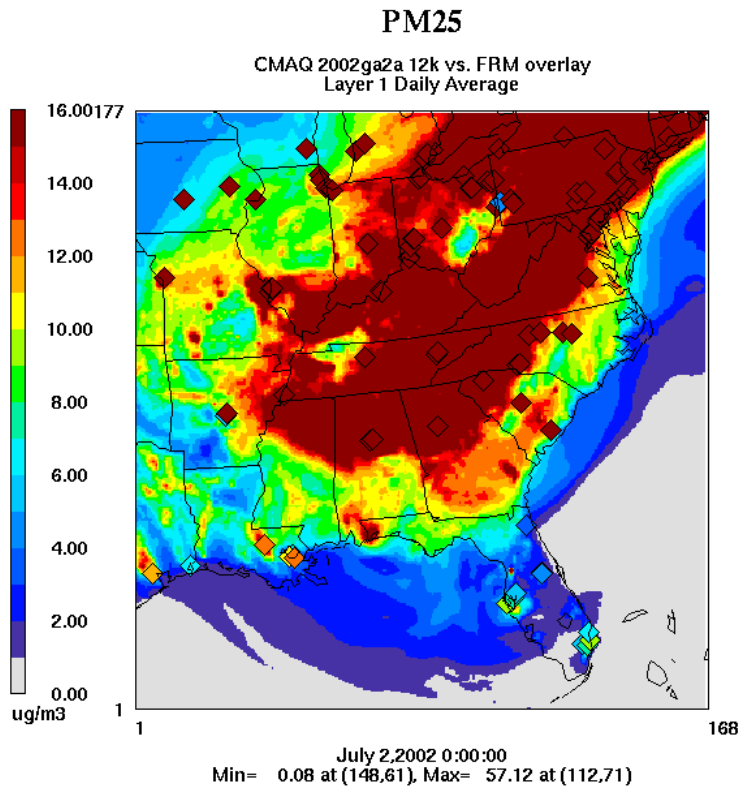 PM25
CMAQ 2002ga2a 12k vs. FRM overlay
Layer 1 Daily Average
16.00
177
14.00
12.00
10.00
8.00
6.00
4.00
2.00
0.00
ug/m3
1
1
168
July 2,2002 0:00:00
Min= 0.08 at (148,61), Max= 57.12 at (112,71)